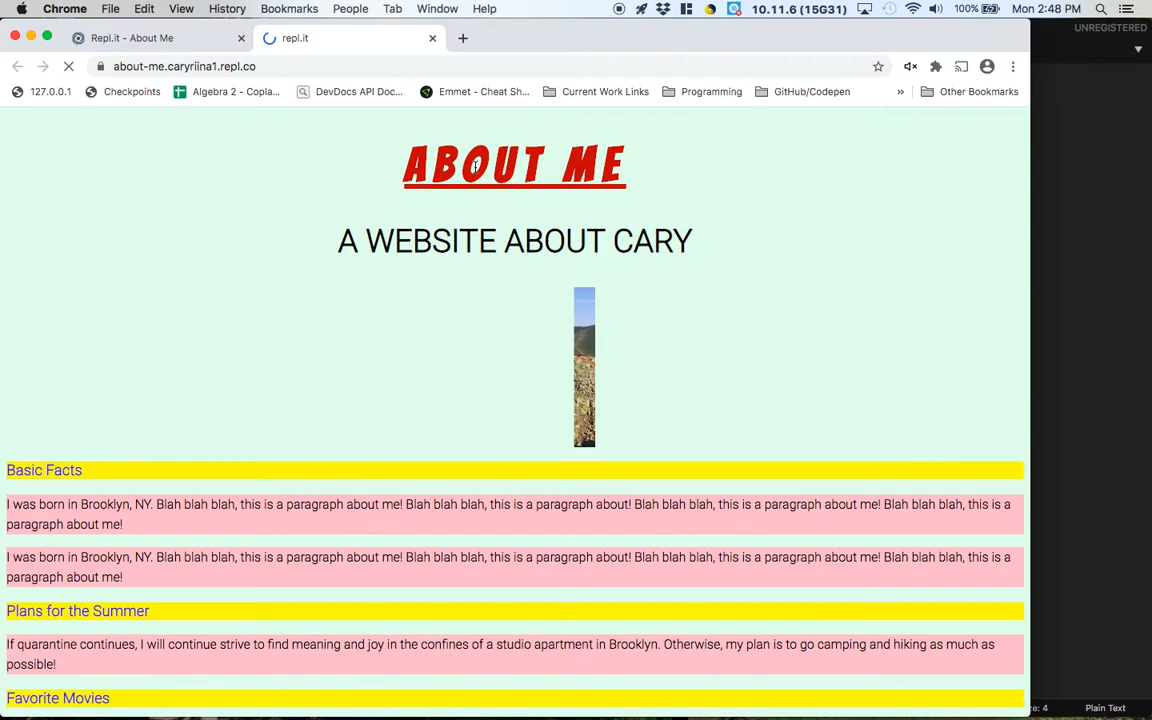 Chrome File Edit View History Bookmarks People Tab Window Help 10.11.6 (15G31) 100% Mon 2:48 PM
UNREGISTERED
Repl.it - About Me
repl.it
about-me.caryriina1.repl.co
127.0.0.1 Checkpoints Algebra 2 - Copla... DevDocs API Doc... Emmet - Cheat Sh... Current Work Links Programming GitHub/Codepen » Other Bookmarks
ABOUT ME
A WEBSITE ABOUT CARY
Basic Facts
I was born in Brooklyn, NY. Blah blah blah, this is a paragraph about me! Blah blah blah, this is a paragraph about! Blah blah blah, this is a paragraph about me! Blah blah blah, this is a
paragraph about me!
I was born in Brooklyn, NY. Blah blah blah, this is a paragraph about me! Blah blah blah, this is a paragraph about! Blah blah blah, this is a paragraph about me! Blah blah blah, this is a
paragraph about me!
Plans for the Summer
If quarantine continues, I will continue strive to find meaning and joy in the confines of a studio apartment in Brooklyn. Otherwise, my plan is to go camping and hiking as much as
possible!
Favorite Movies
ze: 4 Plain Text